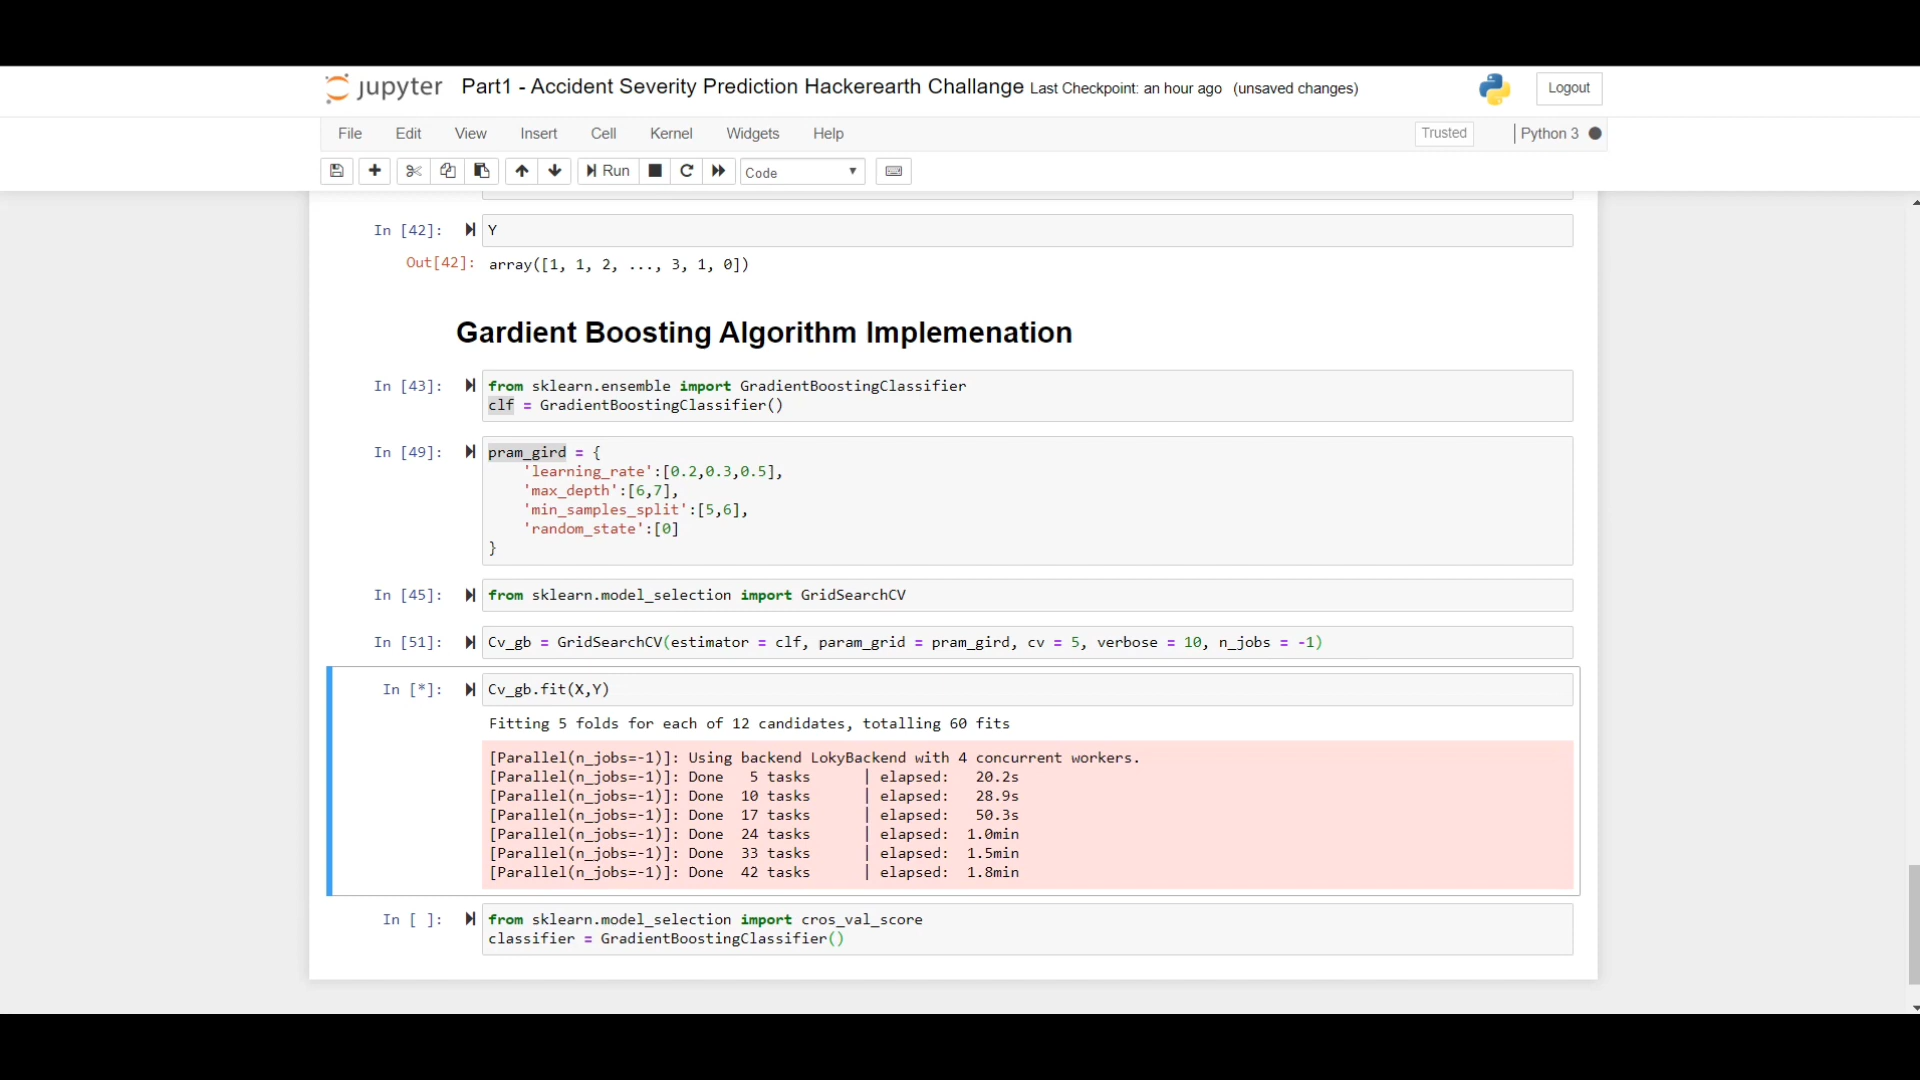 jupyter Part1 - Accident Severity Prediction Hackerearth Challange Last Checkpoint: an hour ago (unsaved changes) Logout
File Edit View Insert Cell Kernel Widgets Help Trusted Python 3
Run Code
In [42]: Y
Out[42]: array([1, 1, 2, ..., 3, 1, 0])
Gardient Boosting Algorithm Implemenation
In [43]: from sklearn.ensemble import GradientBoostingClassifier
clf = GradientBoostingClassifier()
In [49]: pram_gird = {
'learning_rate':[0.2,0.3,0.5],
'max_depth':[6,7],
'min_samples_split':[5,6],
'random_state':[0]
}
In [45]: from sklearn.model_selection import GridSearchCV
In [51]: Cv_gb = GridSearchCV(estimator = clf, param_grid = pram_gird, cv = 5, verbose = 10, n_jobs = -1)
In [*]: Cv_gb.fit(X,Y)
Fitting 5 folds for each of 12 candidates, totalling 60 fits
[Parallel(n_jobs=-1)]: Using backend LokyBackend with 4 concurrent workers.
[Parallel(n_jobs=-1)]: Done 5 tasks | elapsed: 20.2s
[Parallel(n_jobs=-1)]: Done 10 tasks | elapsed: 28.9s
[Parallel(n_jobs=-1)]: Done 17 tasks | elapsed: 50.3s
[Parallel(n_jobs=-1)]: Done 24 tasks | elapsed: 1.0min
[Parallel(n_jobs=-1)]: Done 33 tasks | elapsed: 1.5min
[Parallel(n_jobs=-1)]: Done 42 tasks | elapsed: 1.8min
In [ ]: from sklearn.model_selection import cros_val_score
classifier = GradientBoostingClassifier()